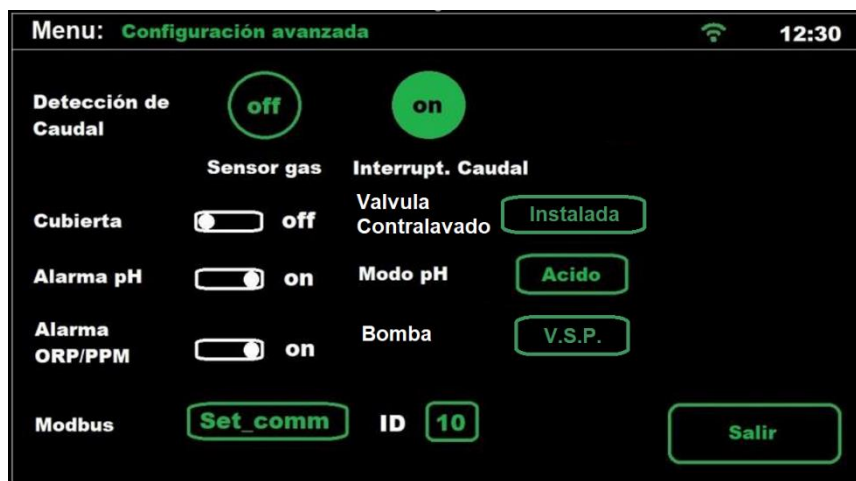 Menu: Configuración avanzada 12:30
Detección de off on
Caudal
Sensor gas Interrupt. Caudal
Cubierta off Valvula
Contralavado Instalada
Alarma pH on Modo pH Acido
Alarma
ORP/PPM on Bomba V.S.P.
Modbus Set_comm ID 10 Salir